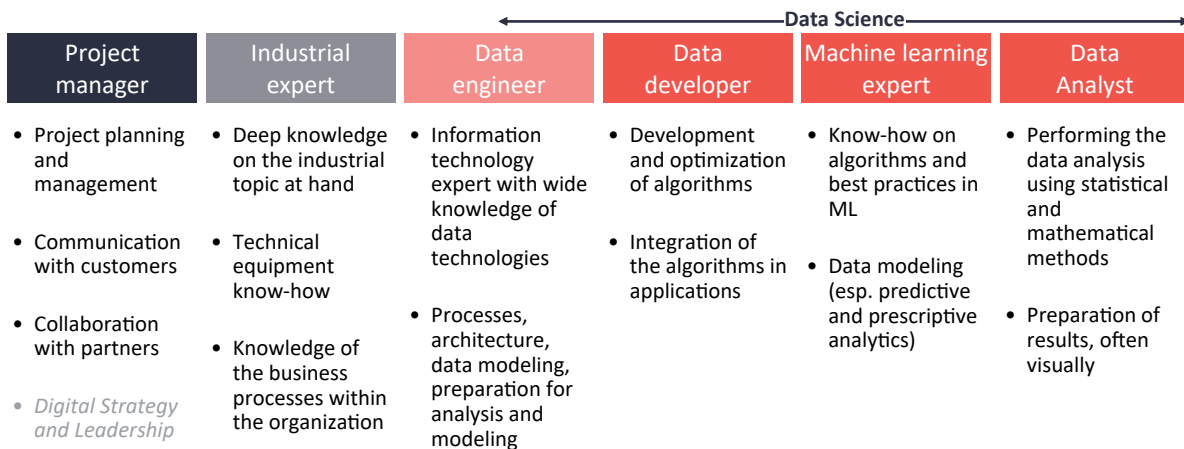 Data Science
Project
manager
• Project planning
and
management
• Communication
with customers
• Collaboration
with partners
• Digital Strategy
and Leadership
Industrial
expert
• Deep knowledge
on the industrial
topic at hand
• Technical
equipment
know-how
• Knowledge of
the business
processes within
the organization
Data
engineer
• Information
technology
expert with wide
knowledge of
data
technologies
• Processes,
architecture,
data modeling,
preparation for
analysis and
modeling
Data
developer
• Development
and optimization
of algorithms
• Integration of
the algorithms in
applications
Machine learning
expert
• Know-how on
algorithms and
best practices in
ML
• Data modeling
(esp. predictive
and prescriptive
analytics)
Data
Analyst
• Performing the
data analysis
using statistical
and
mathematical
methods
• Preparation of
results, often
visually